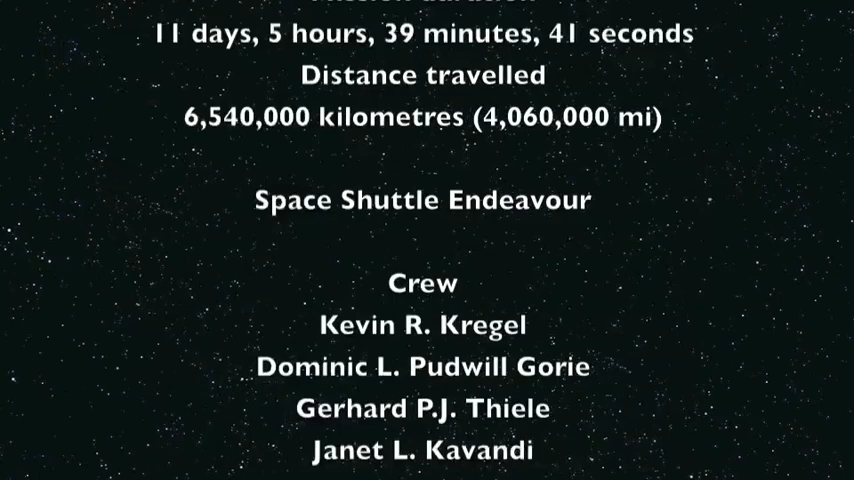 11 days, 5 hours, 39 minutes, 41 seconds
Distance travelled
6,540,000 kilometres (4,060,000 mi)
Space Shuttle Endeavour
Crew
Kevin R. Kregel
Dominic L. Pudwill Gorie
Gerhard P.J. Thiele
Janet L. Kavandi